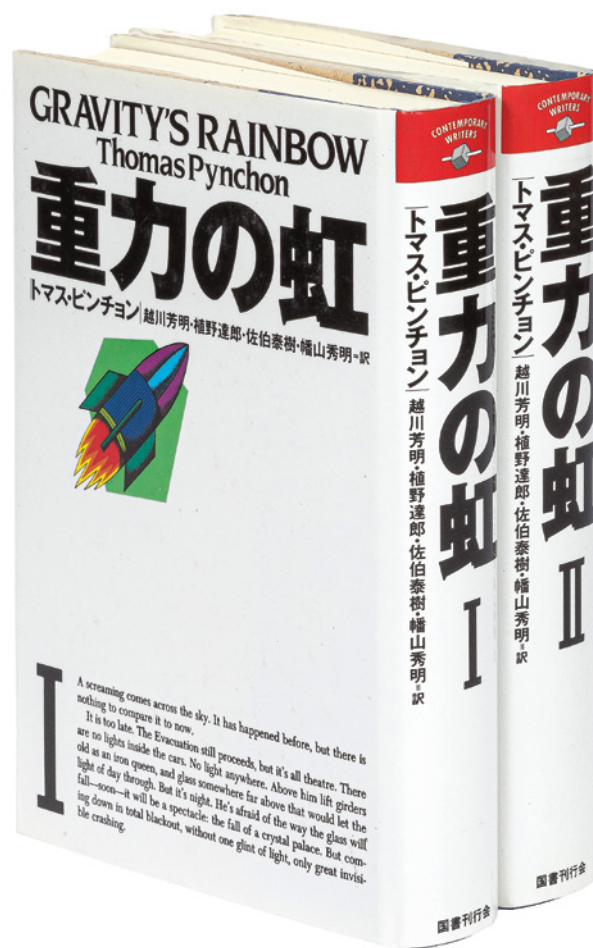 GRAVITY'S RAINBOW
Thomas Pynchon
重力の虹
トマス・ピンチョン|越川芳明・植野達郎・佐伯泰樹・幡山秀明=訳
I
A screaming comes across the sky. It has happened before, but there is
nothing to compare it to now.
It is too late. The Evacuation still proceeds, but it's all theatre. There
are no lights inside the cars. No light anywhere. Above him lift girders
old as an iron queen, and glass somewhere far above that would let the
light of day through. But it's night. He's afraid of the way the glass will
fall—soon—it will be a spectacle: the fall of a crystal palace. But com-
ing down in total blackout, without one glint of light, only great invisi-
ble crashing.
CONTEMPORARY
WRITERS
重力の虹 I
|トマス・ピンチョン|越川芳明・植野達郎・佐伯泰樹・幡山秀明=訳
国書刊行会
CONTEMPORARY
WRITERS
重力の虹 II
|トマス・ピンチョン|越川芳明・植野達郎・佐伯泰樹・幡山秀明=訳
国書刊行会